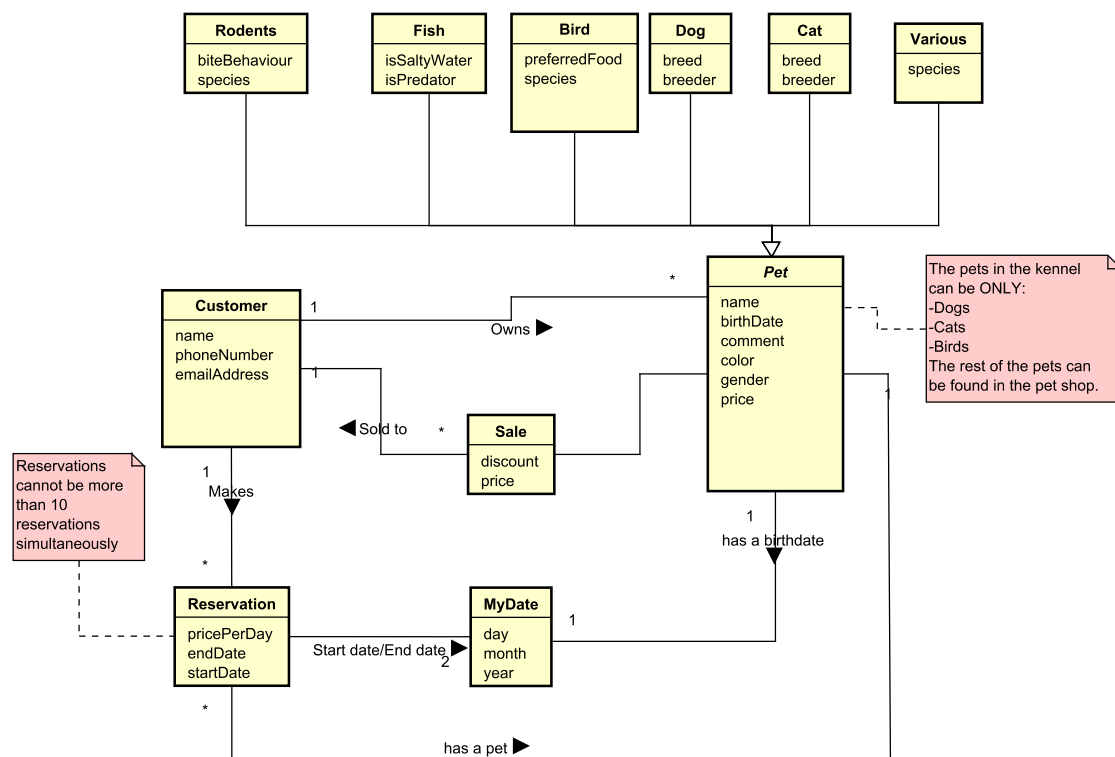 Rodents
biteBehaviour
species
Fish
isSaltyWater
isPredator
Bird
preferredFood
species
Dog
breed
breeder
Cat
breed
breeder
Various
species
Customer
name
phoneNumber
emailAddress
1
*
Owns
Pet
name
birthDate
comment
color
gender
price
The pets in the kennel
can be ONLY:
-Dogs
-Cats
-Birds
The rest of the pets can
be found in the pet shop.
1
1
Sold to
*
Sale
discount
price
Reservations
cannot be more
than 10
reservations
simultaneously
1
Makes
*
1
has a birthdate
Reservation
pricePerDay
endDate
startDate
Start date/End date
2
MyDate
day
month
year
1
*
has a pet